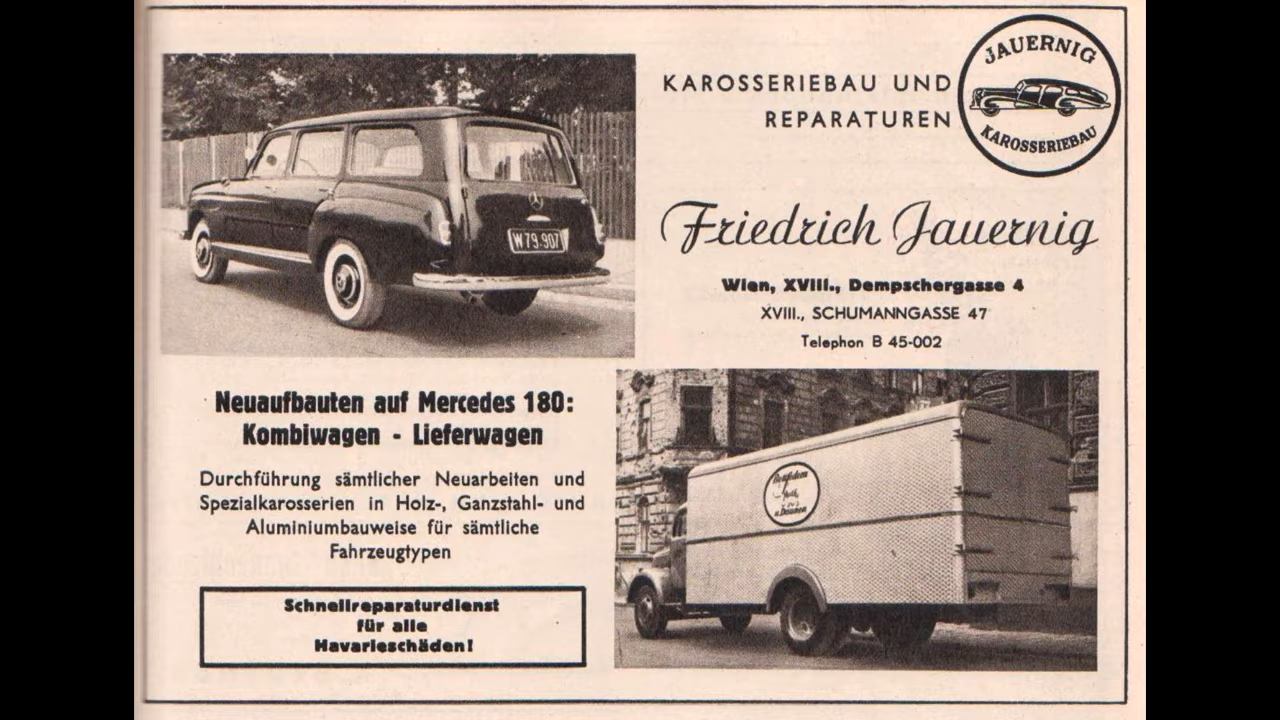 JAUERNIG
KAROSSERIEBAU
KAROSSERIEBAU UND
REPARATUREN
Friedrich Jauernig
Wien, XVIII., Dempschergasse 4
XVIII., SCHUMANNGASSE 47
Telephon B 45-002
W 79.907
Neuaufbauten auf Mercedes 180:
Kombiwagen - Lieferwagen
Durchführung sämtlicher Neuarbeiten und
Spezialkarosserien in Holz-, Ganzstahl- und
Aluminiumbauweise für sämtliche
Fahrzeugtypen
Schnellreparaturdienst
für alle
Havarieschäden!
u. Daunen